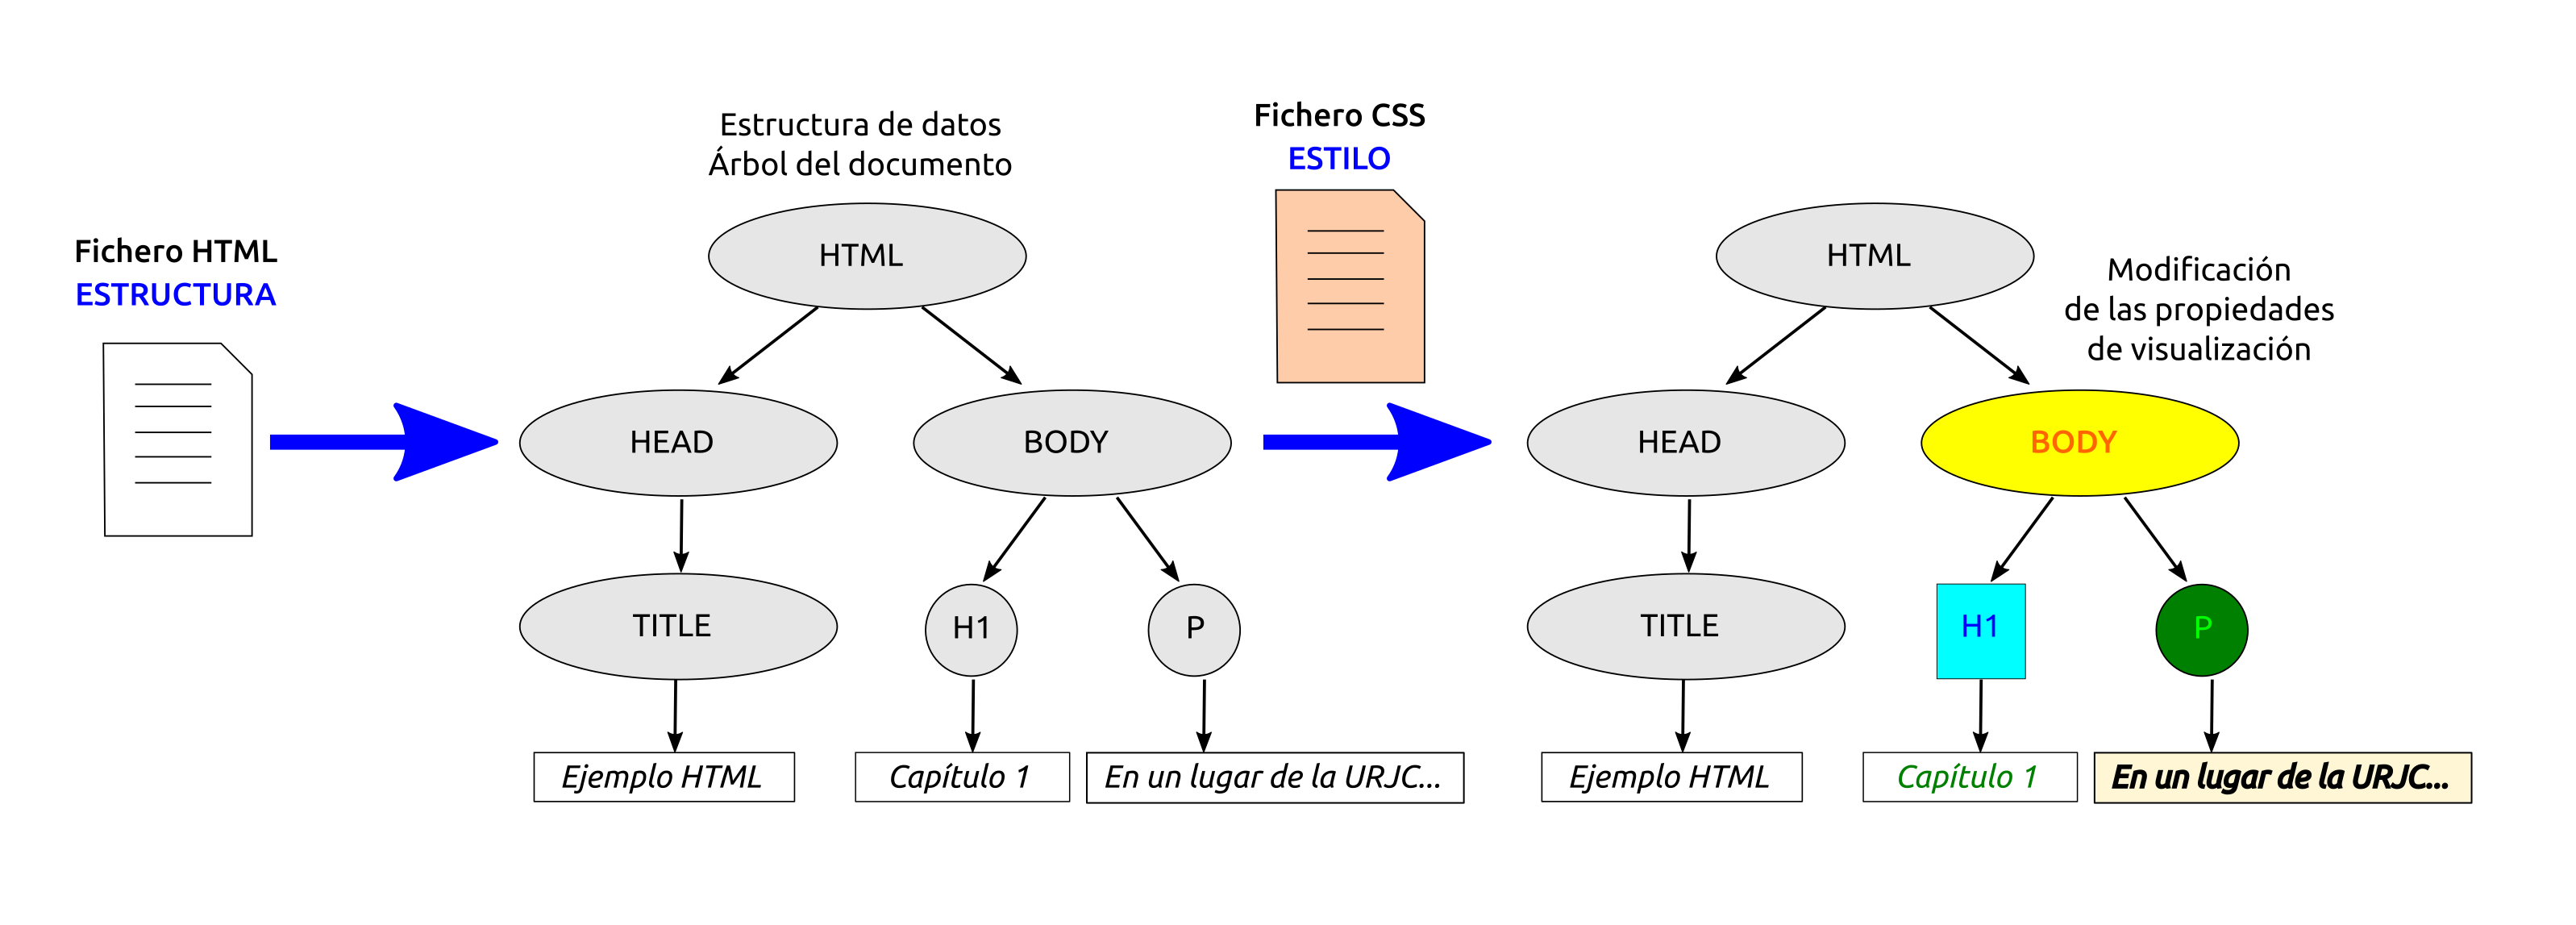 Fichero HTML
ESTRUCTURA
Estructura de datos
Árbol del documento
HTML
HEAD
BODY
TITLE
H1
P
Ejemplo HTML
Capítulo 1
En un lugar de la URJC...
Fichero CSS
ESTILO
HTML
Modificación
de las propiedades
de visualización
HEAD
BODY
TITLE
H1
P
Ejemplo HTML
Capítulo 1
En un lugar de la URJC...